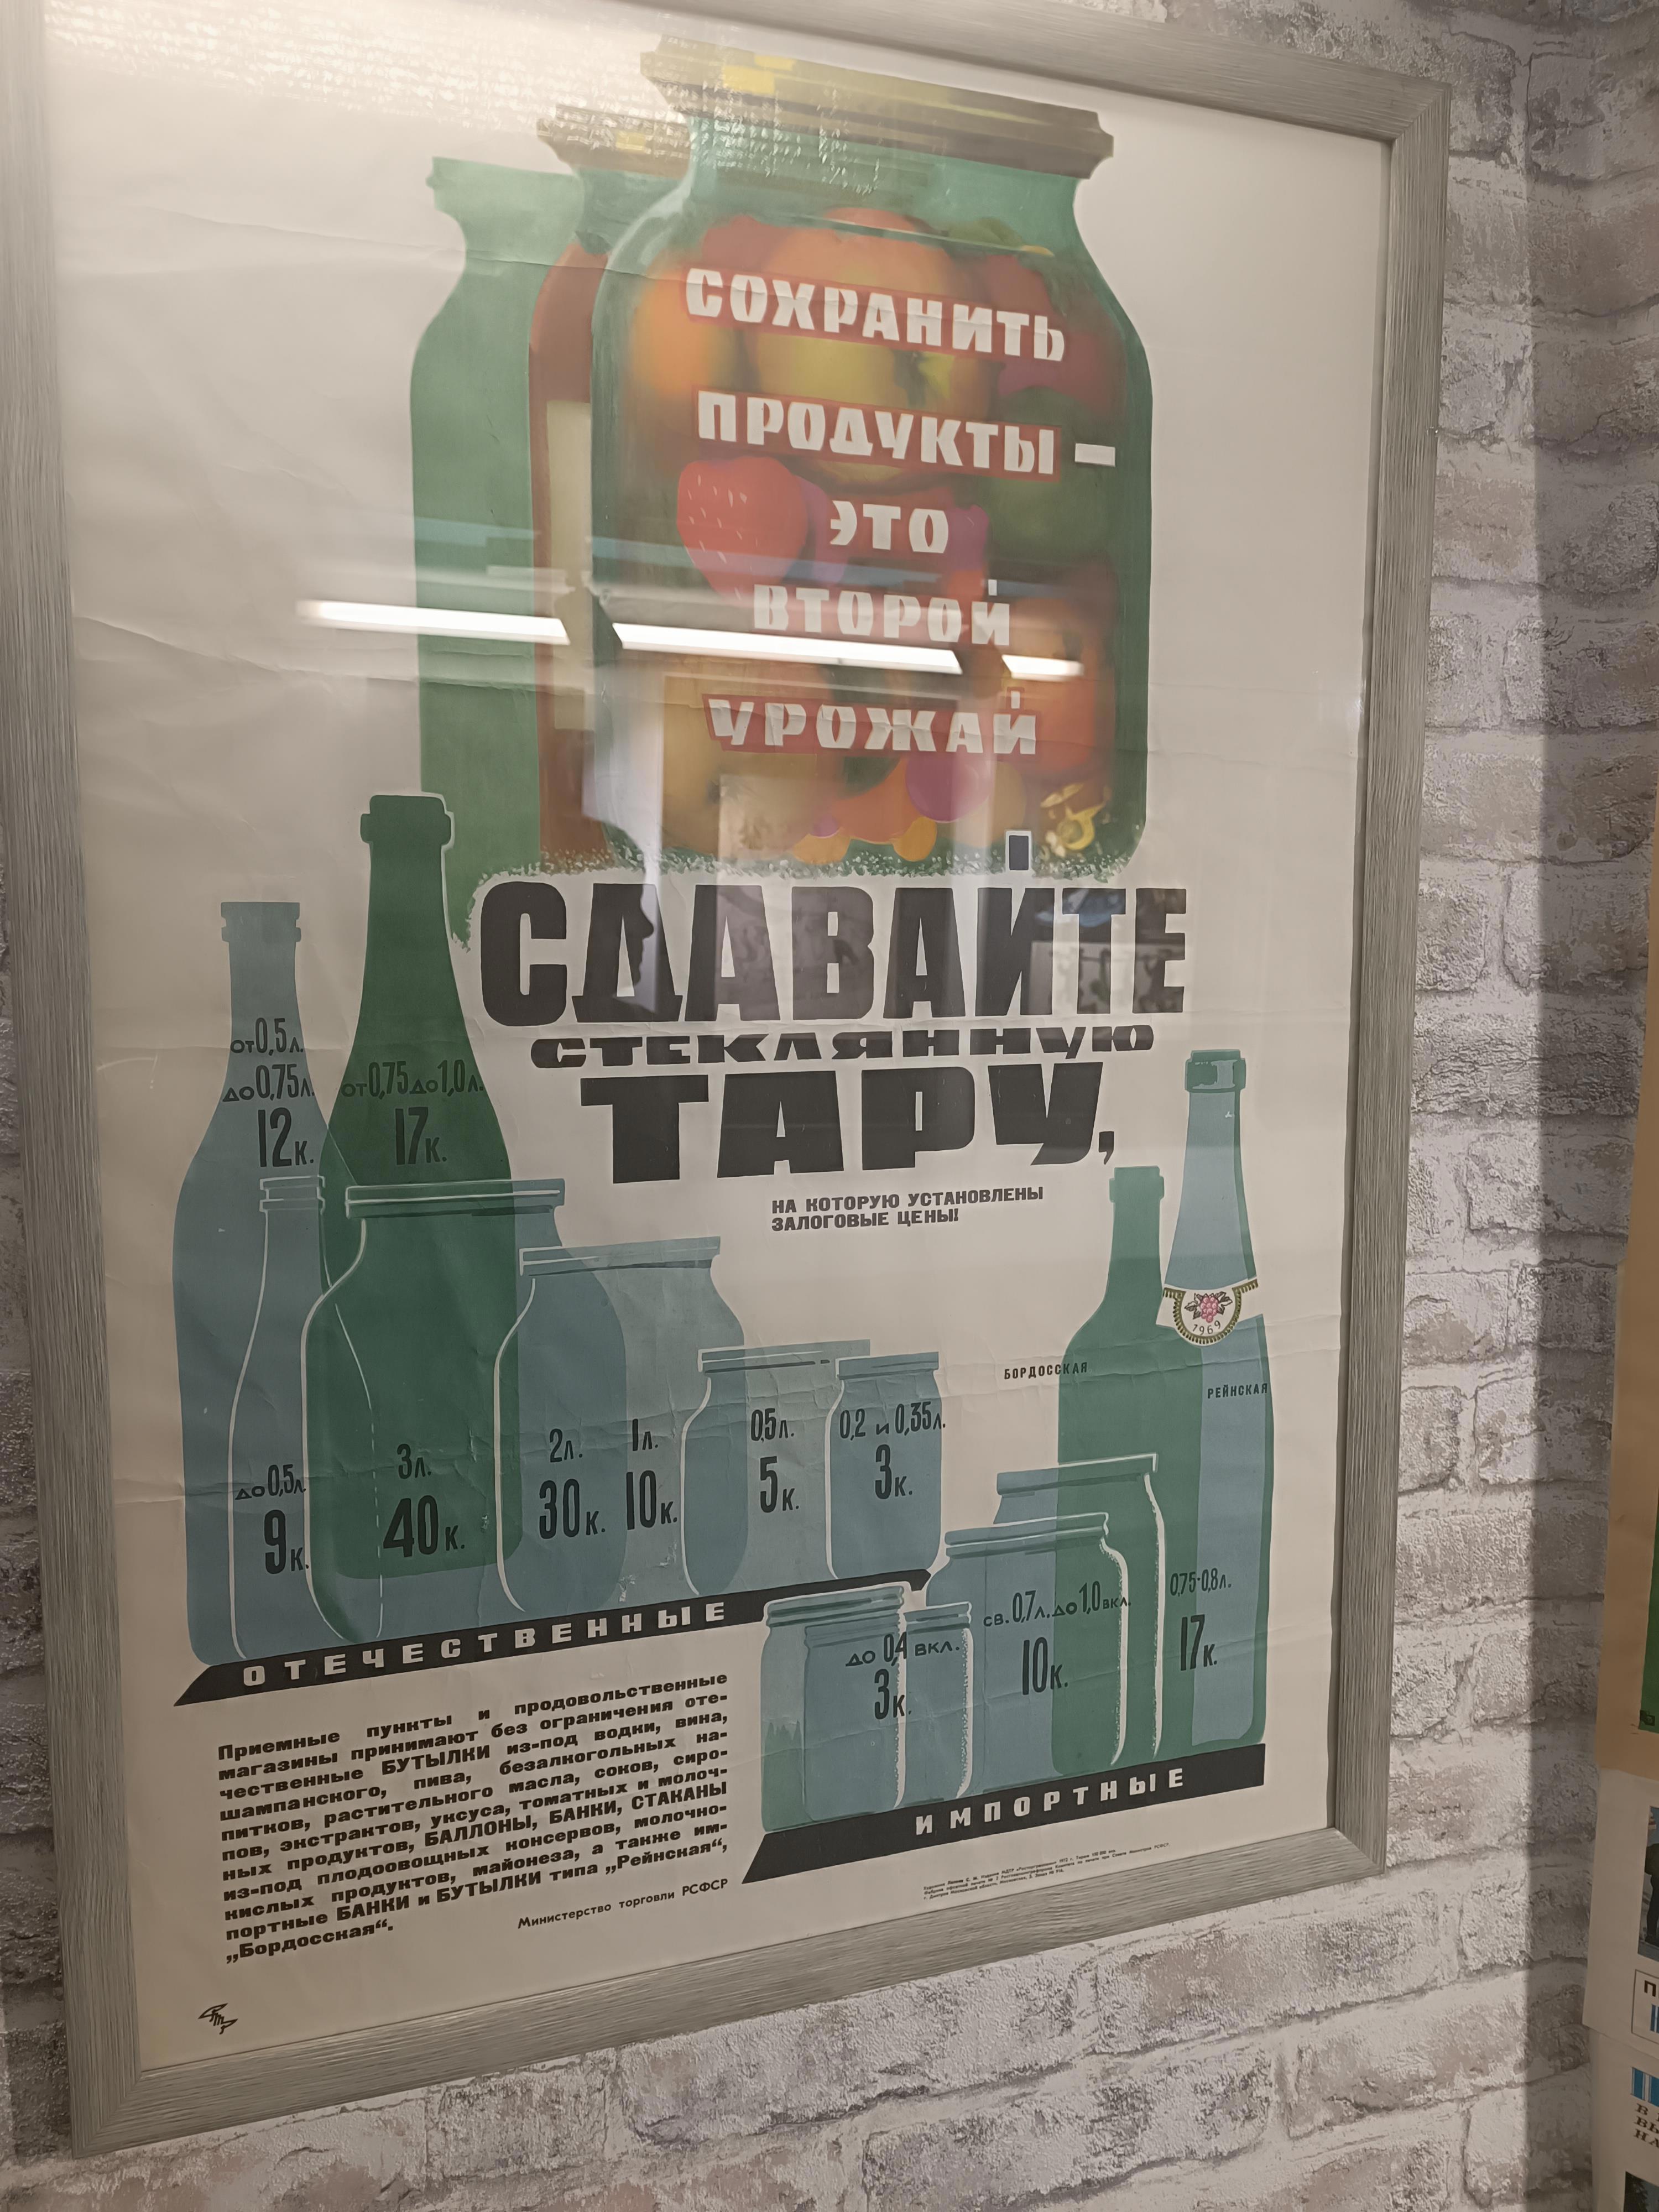 СОХРАНИТЬ
ПРОДУКТЫ —
ЭТО
ВТОРОЙ
УРОЖАЙ
СДАВАЙТЕ
СТЕКЛЯННУЮ
ТАРУ,
НА КОТОРУЮ УСТАНОВЛЕНЫ
ЗАЛОГОВЫЕ ЦЕНЫ!
от 0,5 л.
до 0,75 л.
12 к.
от 0,75 до 1,0 л.
17 к.
до 0,5 л.
9 к.
3 л.
40 к.
2 л.
30 к.
1 л.
10 к.
0,5 л.
5 к.
0,2 и 0,35 л.
3 к.
ОТЕЧЕСТВЕННЫЕ
БОРДОССКАЯ
1969
РЕЙНСКАЯ
до 0,4 вкл.
3 к.
св. 0,7 л. до 1,0 вкл.
10 к.
0,75-0,8 л.
17 к.
ИМПОРТНЫЕ
Приемные пункты и продовольственные
магазины принимают без ограничения оте-
чественные БУТЫЛКИ из-под водки, вина,
шампанского, пива, безалкогольных на-
питков, растительного масла, соков, сиро-
пов, экстрактов, уксуса, томатных и молоч-
ных продуктов, БАЛЛОНЫ, БАНКИ, СТАКАНЫ
из-под плодоовощных консервов, молочно-
кислых продуктов, майонеза, а также им-
портные БАНКИ и БУТЫЛКИ типа „Рейнская“,
„Бордосская“.
Министерство торговли РСФСР